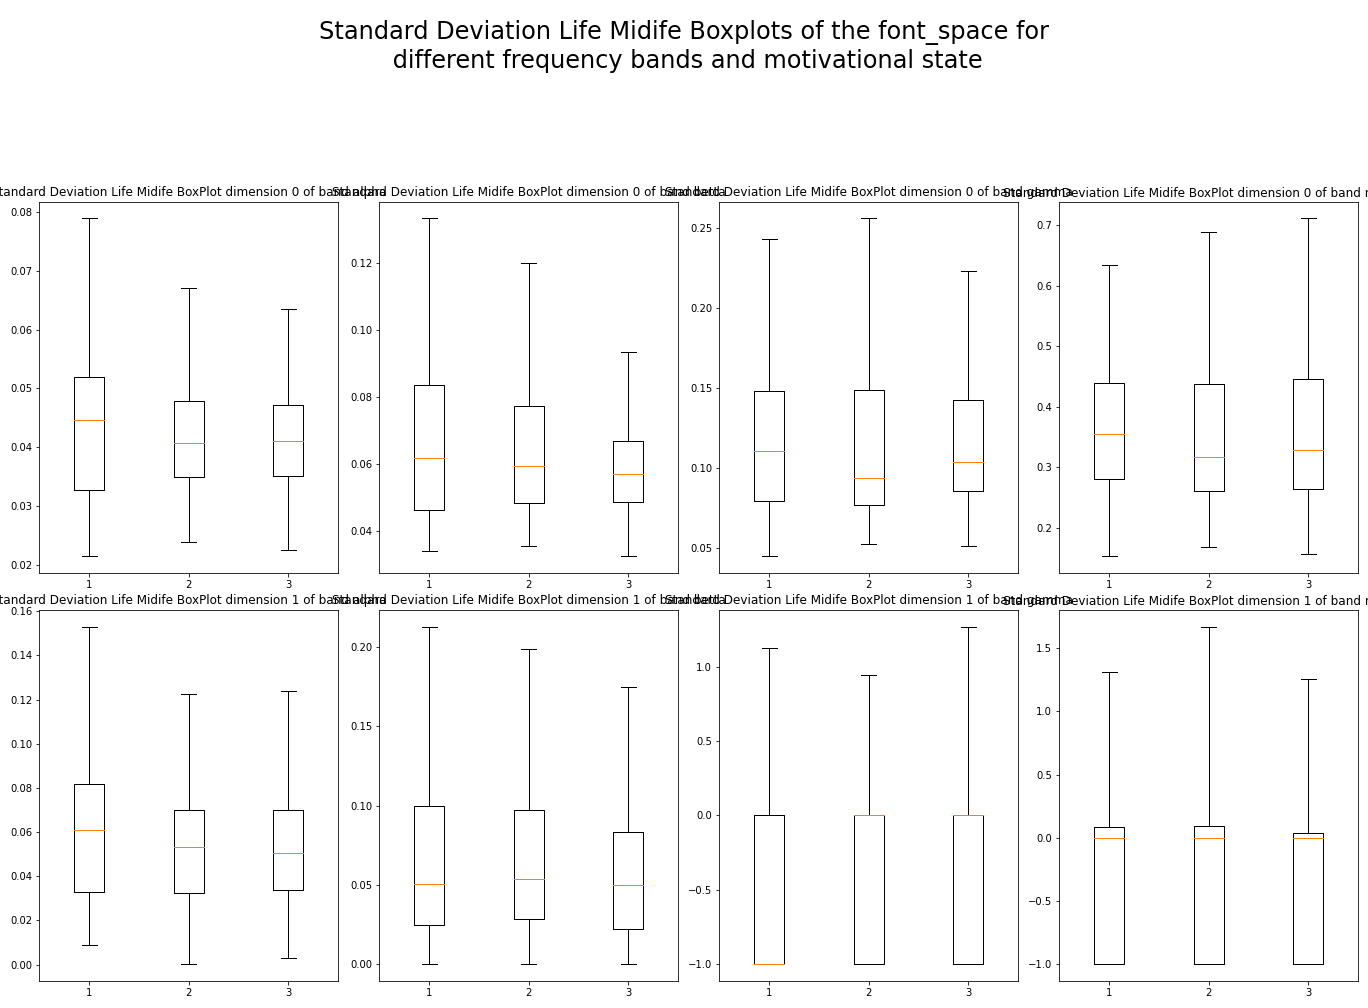 Standard Deviation Life Midife Boxplots of the font_space for
different frequency bands and motivational state
tandard Deviation Life Midife BoxPlot dimension 0 of band alpha
Standard Deviation Life Midife BoxPlot dimension 0 of band betta
Standard Deviation Life Midife BoxPlot dimension 0 of band gamma
Standard Deviation Life Midife BoxPlot dimension 0 of band
0.08
0.07
0.06
0.05
0.04
0.03
0.02
1 2 3
0.12
0.10
0.08
0.06
0.04
1 2 3
0.25
0.20
0.15
0.10
0.05
1 2 3
0.7
0.6
0.5
0.4
0.3
0.2
1 2 3
tandard Deviation Life Midife BoxPlot dimension 1 of band alpha
Standard Deviation Life Midife BoxPlot dimension 1 of band betta
Standard Deviation Life Midife BoxPlot dimension 1 of band gamma
Standard Deviation Life Midife BoxPlot dimension 1 of band
0.16
0.14
0.12
0.10
0.08
0.06
0.04
0.02
0.00
1 2 3
0.20
0.15
0.10
0.05
0.00
1 2 3
1.0
0.5
0.0
−0.5
−1.0
1 2 3
1.5
1.0
0.5
0.0
−0.5
−1.0
1 2 3